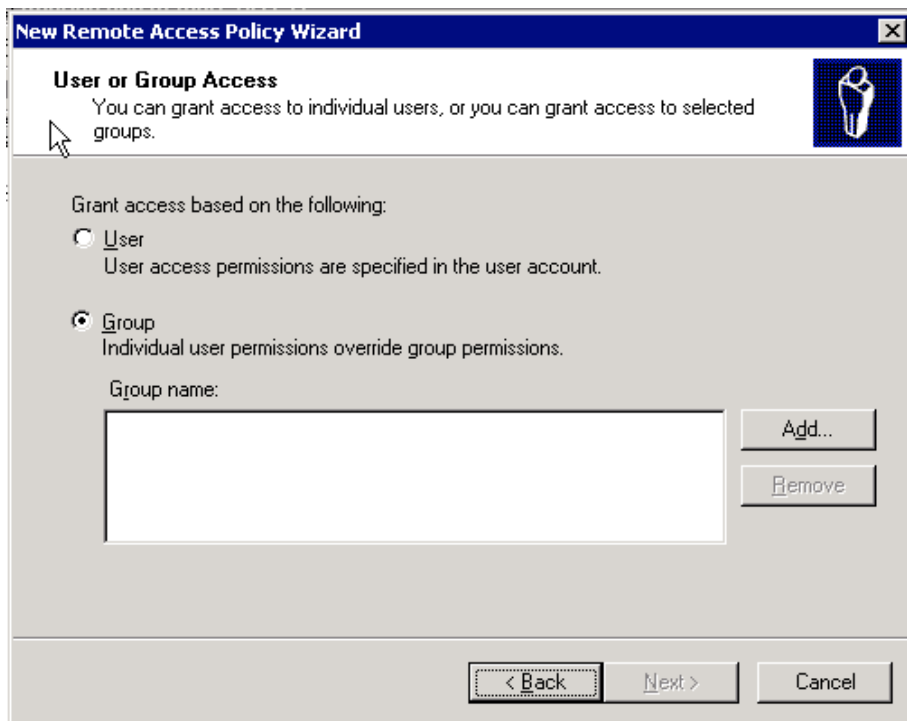 New Remote Access Policy Wizard
User or Group Access
You can grant access to individual users, or you can grant access to selected
groups.
Grant access based on the following:
User
User access permissions are specified in the user account.
Group
Individual user permissions override group permissions.
Group name:
Add...
Remove
< Back
Next >
Cancel